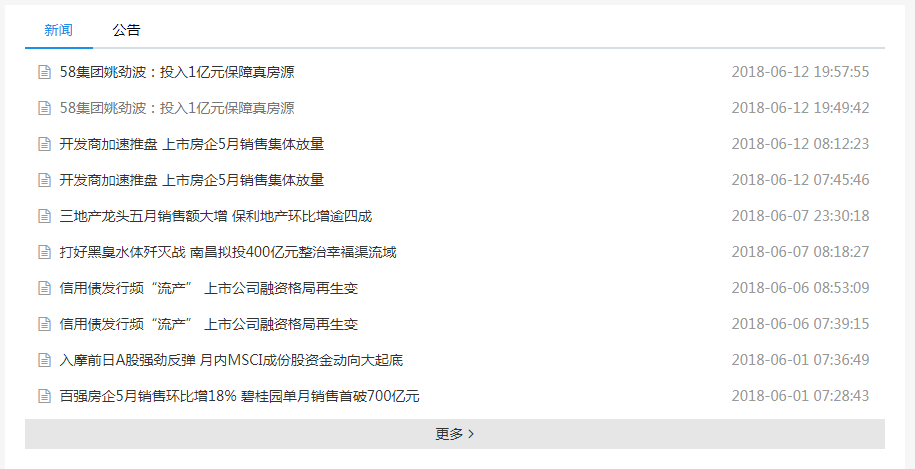 新闻 公告
58集团姚劲波：投入1亿元保障真房源 2018-06-12 19:57:55
58集团姚劲波：投入1亿元保障真房源 2018-06-12 19:49:42
开发商加速推盘 上市房企5月销售集体放量 2018-06-12 08:12:23
开发商加速推盘 上市房企5月销售集体放量 2018-06-12 07:45:46
三地产龙头五月销售额大增 保利地产环比增逾四成 2018-06-07 23:30:18
打好黑臭水体歼灭战 南昌拟投400亿元整治幸福渠流域 2018-06-07 08:18:27
信用债发行频“流产” 上市公司融资格局再生变 2018-06-06 08:53:09
信用债发行频“流产” 上市公司融资格局再生变 2018-06-06 07:39:15
入摩前日A股强劲反弹 月内MSCI成份股资金动向大起底 2018-06-01 07:36:49
百强房企5月销售环比增18% 碧桂园单月销售首破700亿元 2018-06-01 07:28:43
更多 >